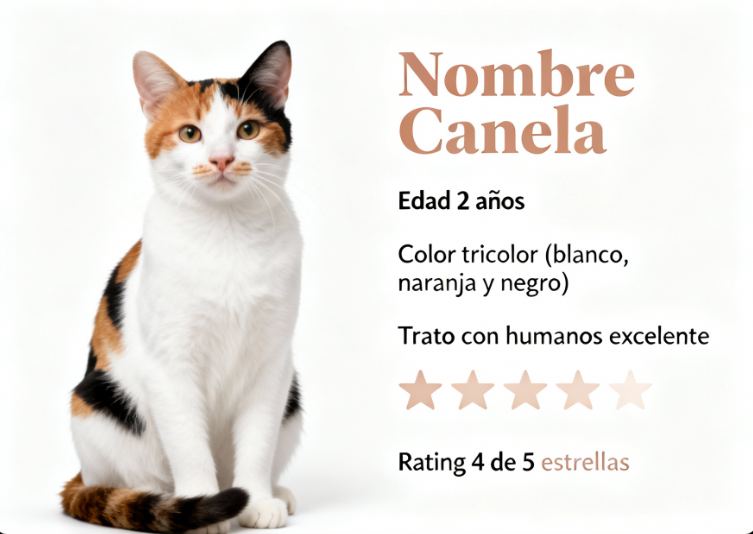 Nombre
Canela
Edad 2 años
Color tricolor (blanco,
naranja y negro)
Trato con humanos excelente
Rating 4 de 5 estrellas